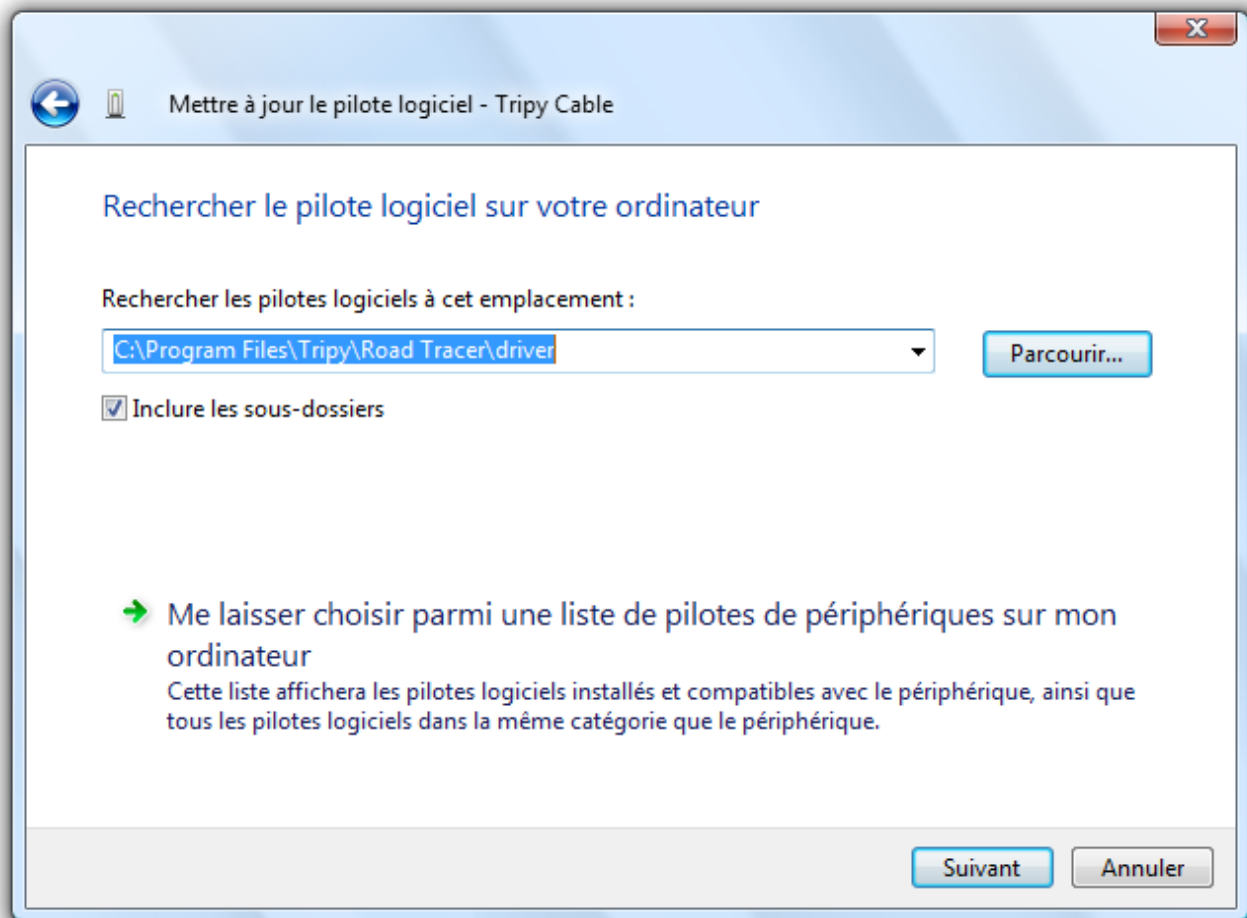 Mettre à jour le pilote logiciel - Tripy Cable
Rechercher le pilote logiciel sur votre ordinateur
Rechercher les pilotes logiciels à cet emplacement :
C:\Program Files\Tripy\Road Tracer\driver
Parcourir...
Inclure les sous-dossiers
Me laisser choisir parmi une liste de pilotes de périphériques sur mon
ordinateur
Cette liste affichera les pilotes logiciels installés et compatibles avec le périphérique, ainsi que
tous les pilotes logiciels dans la même catégorie que le périphérique.
Suivant
Annuler